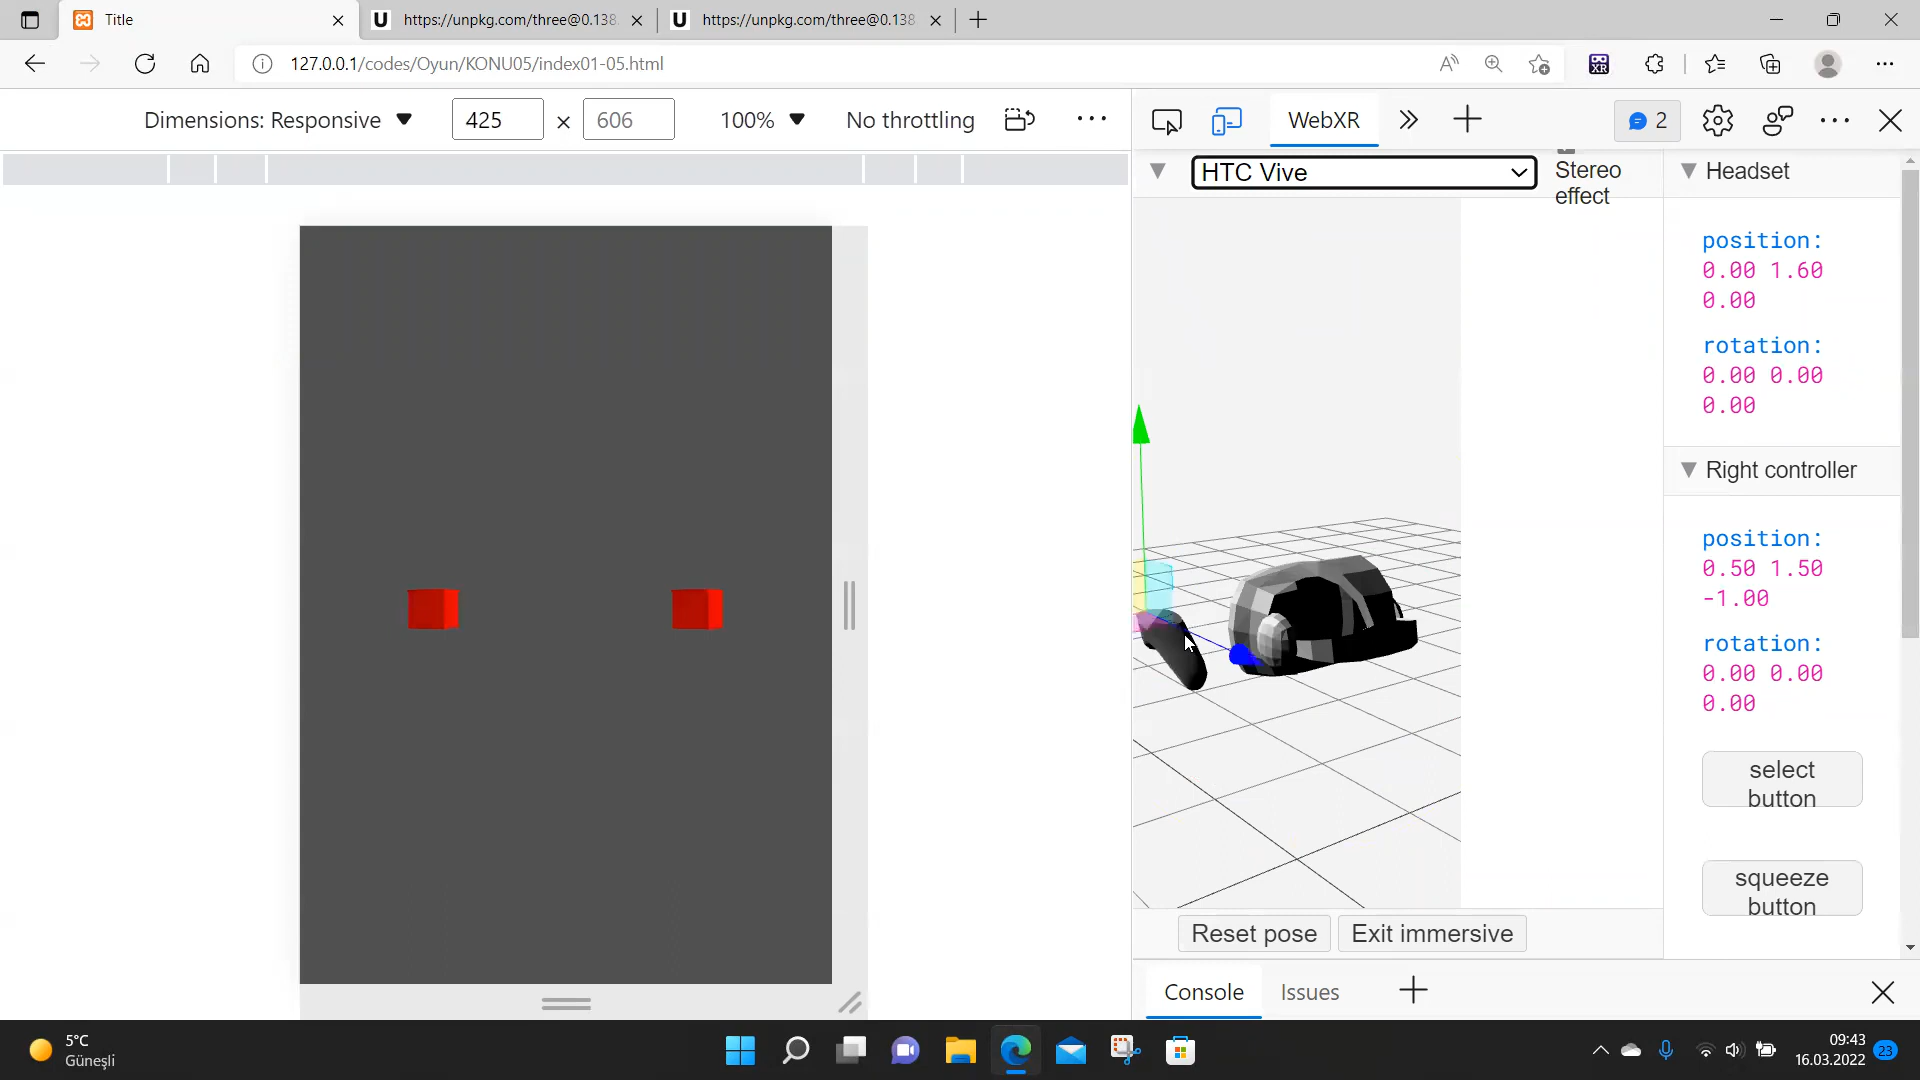 Title
https://unpkg.com/three@0.138
https://unpkg.com/three@0.138
127.0.0.1/codes/Oyun/KONU05/index01-05.html
XR
Dimensions: Responsive
425 × 606
100%
No throttling
WebXR
2
HTC Vive
Stereo
effect
Headset
position:
0.00 1.60
0.00
rotation:
0.00 0.00
0.00
Right controller
position:
0.50 1.50
-1.00
rotation:
0.00 0.00
0.00
select
button
squeeze
button
Reset pose
Exit immersive
Console
Issues
5°C
Güneşli
09:43
16.03.2022
23